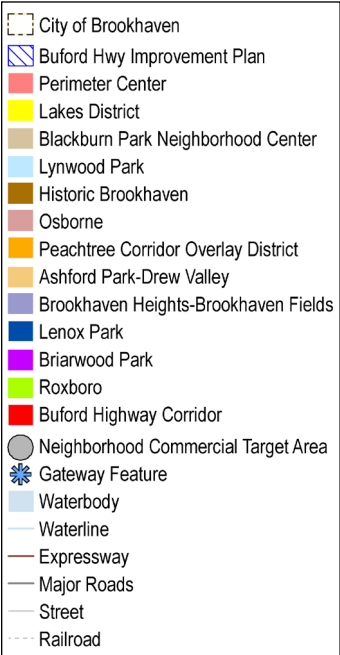 City of Brookhaven
Buford Hwy Improvement Plan
Perimeter Center
Lakes District
Blackburn Park Neighborhood Center
Lynwood Park
Historic Brookhaven
Osborne
Peachtree Corridor Overlay District
Ashford Park-Drew Valley
Brookhaven Heights-Brookhaven Fields
Lenox Park
Briarwood Park
Roxboro
Buford Highway Corridor
Neighborhood Commercial Target Area
Gateway Feature
Waterbody
Waterline
Expressway
Major Roads
Street
Railroad